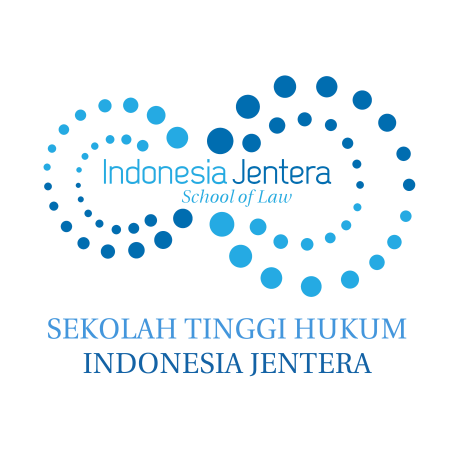 Indonesia Jentera
School of Law
SEKOLAH TINGGI HUKUM
INDONESIA JENTERA